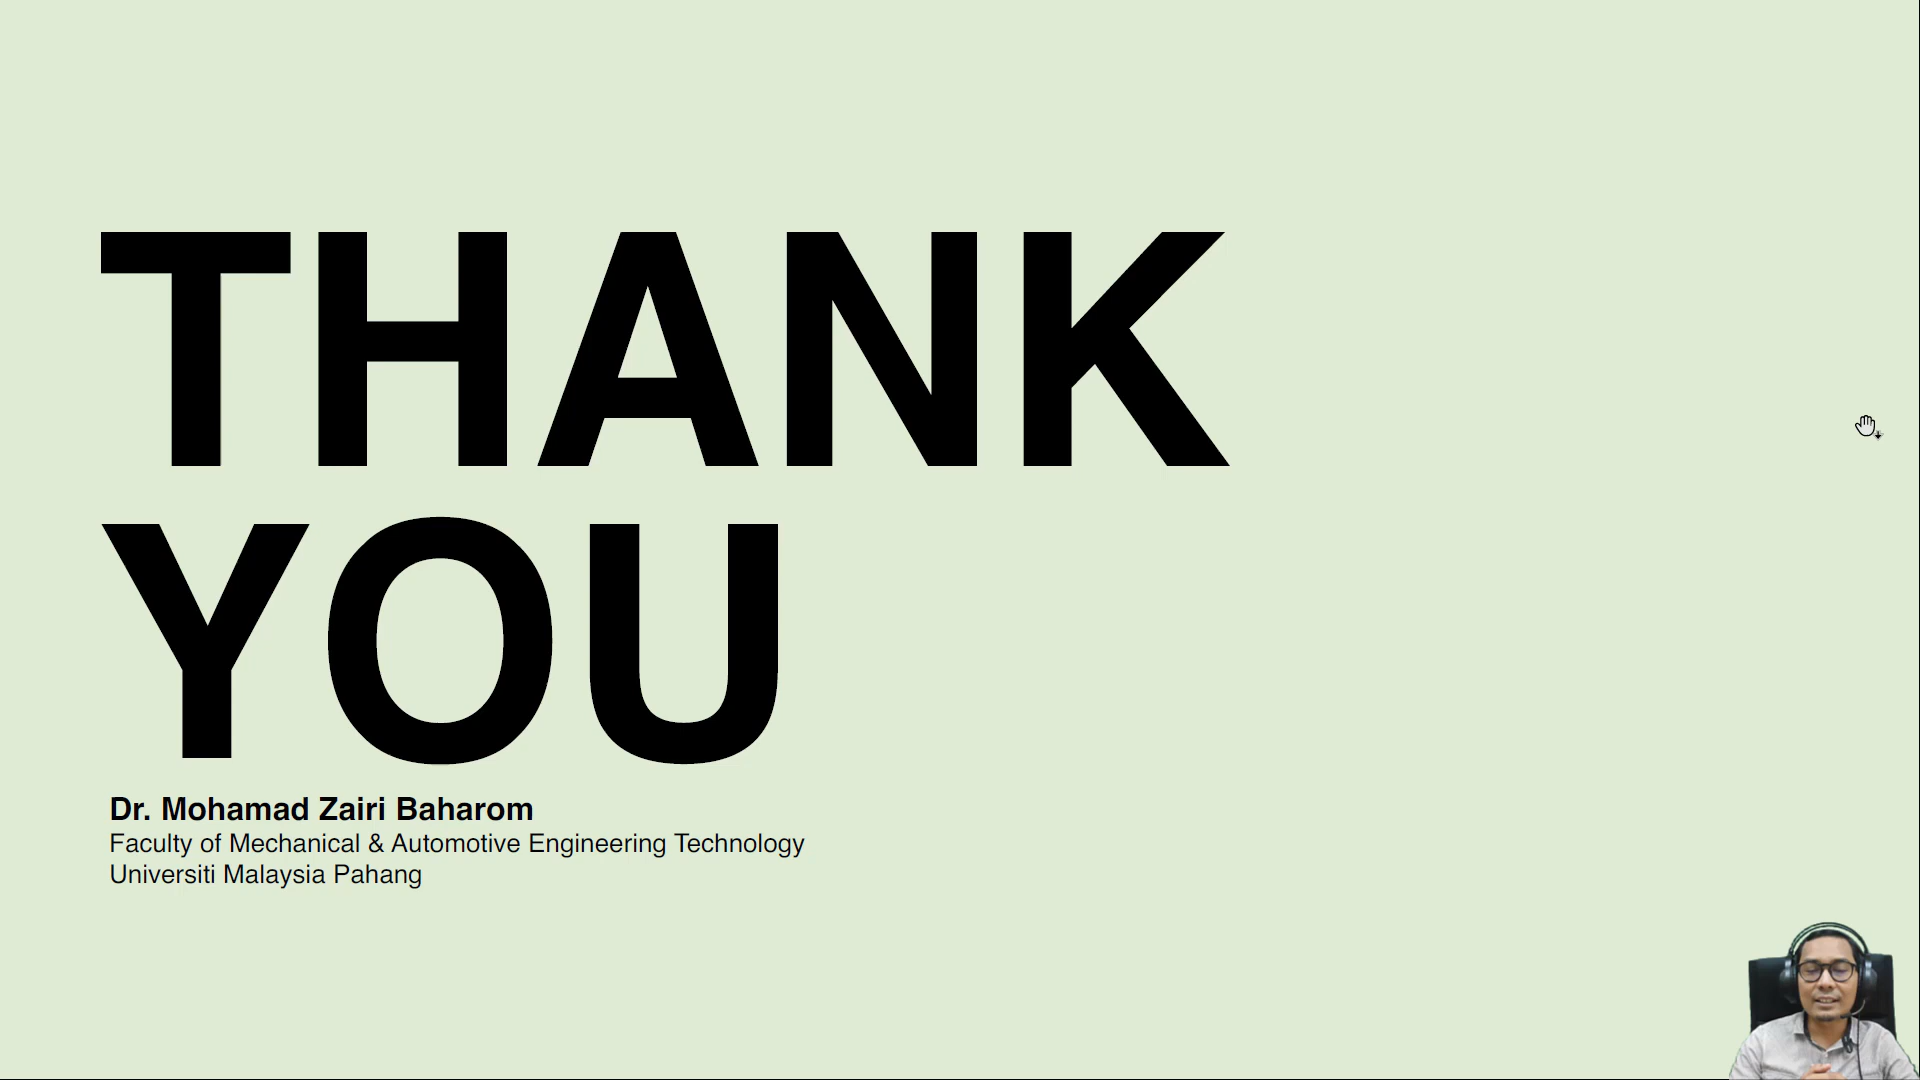 THANK
YOU
Dr. Mohamad Zairi Baharom
Faculty of Mechanical & Automotive Engineering Technology
Universiti Malaysia Pahang